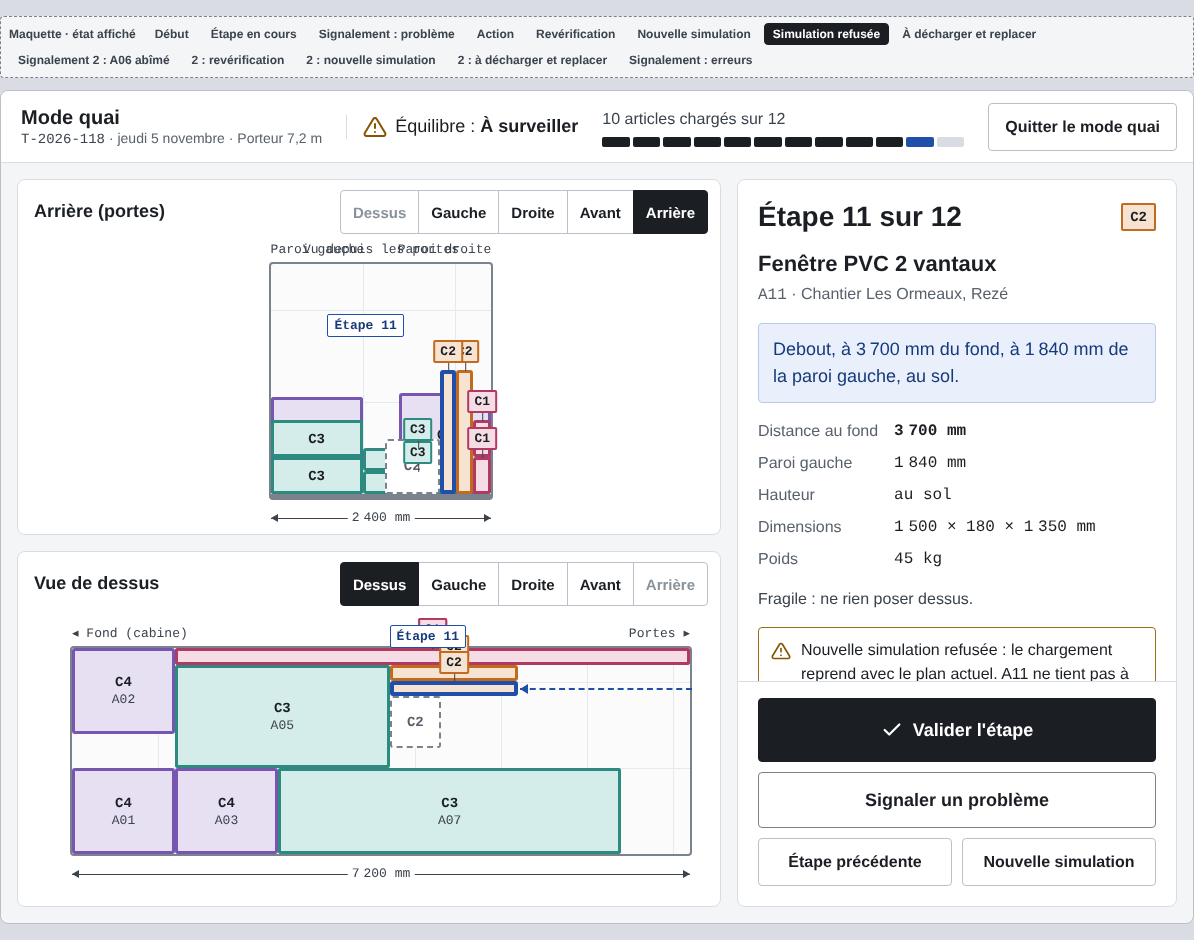 Maquette · état affiché Début Étape en cours Signalement : problème Action Revérification Nouvelle simulation Simulation refusée À décharger et replacer
Signalement 2 : A06 abîmé 2 : revérification 2 : nouvelle simulation 2 : à décharger et replacer Signalement : erreurs
Mode quai
T-2026-118 · jeudi 5 novembre · Porteur 7,2 m
Équilibre : À surveiller
10 articles chargés sur 12
Quitter le mode quai
Arrière (portes)
Dessus Gauche Droite Avant Arrière
Paroi gauche Vu depuis les portes Paroi droite
Étape 11
C2
C1
C3
C1
C3
C3
C3
C4
2 400 mm
Vue de dessus
Dessus Gauche Droite Avant Arrière
◄ Fond (cabine)
Portes ►
Étape 11
C2
C4
A02
C3
A05
C2
C4
A01
C4
A03
C3
A07
7 200 mm
Étape 11 sur 12
C2
Fenêtre PVC 2 vantaux
A11 · Chantier Les Ormeaux, Rezé
Debout, à 3 700 mm du fond, à 1 840 mm de
la paroi gauche, au sol.
Distance au fond 3 700 mm
Paroi gauche 1 840 mm
Hauteur au sol
Dimensions 1 500 × 180 × 1 350 mm
Poids 45 kg
Fragile : ne rien poser dessus.
Nouvelle simulation refusée : le chargement
reprend avec le plan actuel. A11 ne tient pas à
Valider l'étape
Signaler un problème
Étape précédente
Nouvelle simulation